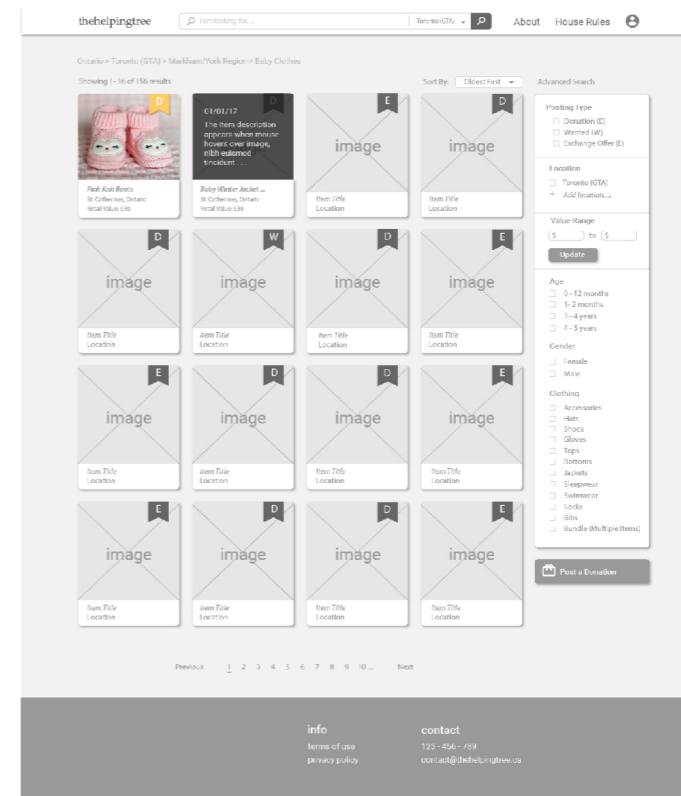 thehelpingtree
I am looking for...
Toronto (GTA)
About
House Rules
Ontario > Toronto (GTA) > Markham/York Region > Baby Clothes
Showing 1 - 16 of 156 results
Sort By:
Oldest First
Advanced Search
D
Pink Knit Boots
St. Catherines, Ontario
Retail Value: $30
D
01/01/17
The item description
appears when mouse
hovers over image,
nibh euismod
tincidunt . . .
Baby Winter Jacket ...
St. Catherines, Ontario
Retail Value: $30
E
image
Item Title
Location
D
image
Item Title
Location
D
image
Item Title
Location
W
image
Item Title
Location
D
image
Item Title
Location
E
image
Item Title
Location
E
image
Item Title
Location
D
image
Item Title
Location
D
image
Item Title
Location
E
image
Item Title
Location
E
image
Item Title
Location
D
image
Item Title
Location
D
image
Item Title
Location
E
image
Item Title
Location
Posting Type
Donation (D)
Wanted (W)
Exchange Offer (E)
Location
Toronto (GTA)
+ Add location...
Value Range
$ to $
Update
Age
0 - 12 months
1 - 2 months
3 - 4 years
4 - 5 years
Gender
Female
Male
Clothing
Accessories
Hats
Shoes
Gloves
Tops
Bottoms
Jackets
Sleepwear
Swimwear
Socks
Bibs
Bundle (Multiple Items)
Post a Donation
Previous 1 2 3 4 5 6 7 8 9 10 ... Next
info
terms of use
privacy policy
contact
123 - 456 - 789
contact@thehelpingtree.ca